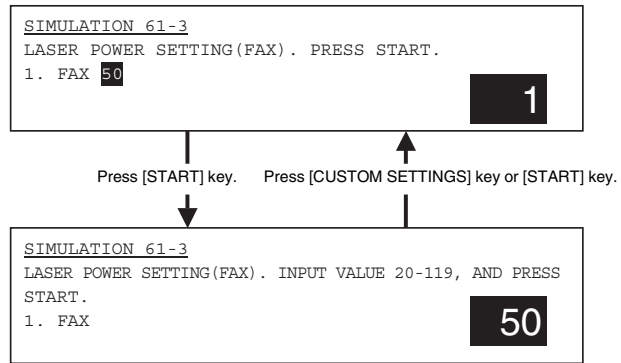 SIMULATION 61-3
LASER POWER SETTING(FAX). PRESS START.
1. FAX 50
1
Press [START] key.
Press [CUSTOM SETTINGS] key or [START] key.
SIMULATION 61-3
LASER POWER SETTING(FAX). INPUT VALUE 20-119, AND PRESS
START.
1. FAX
50